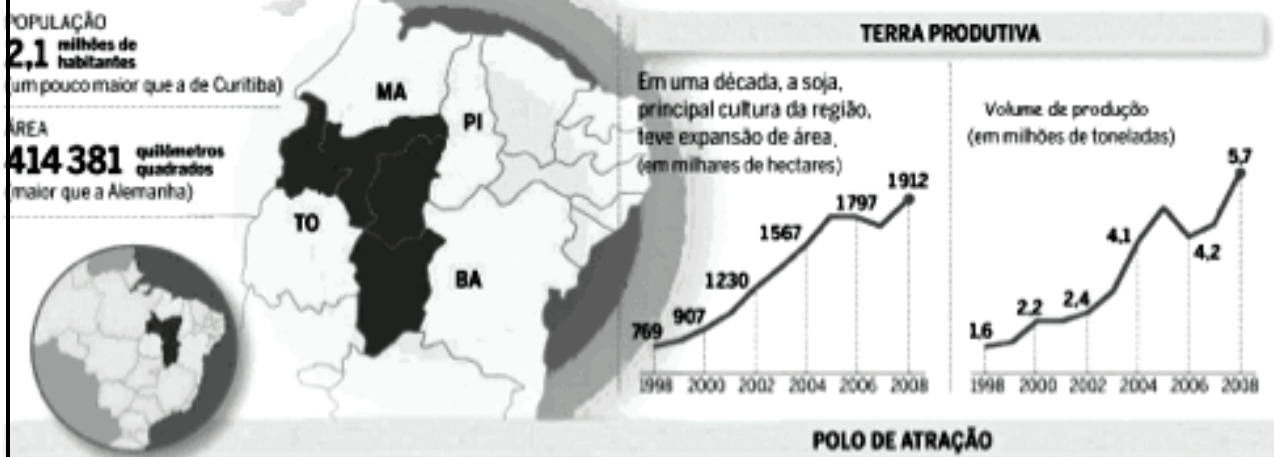 POPULAÇÃO
2,1 milhões de
habitantes
(um pouco maior que a de Curitiba)
ÁREA
414 381 quilômetros
quadrados
(maior que a Alemanha)
MA
PI
TO
BA
TERRA PRODUTIVA
Em uma década, a soja,
principal cultura da região,
teve expansão de área,
(em milhares de hectares)
769
907
1230
1567
1797
1912
1998 2000 2002 2004 2006 2008
Volume de produção
(em milhões de toneladas)
1.6
2.2
2,4
4,1
4,2
5,7
1998 2000 2002 2004 2006 2008
POLO DE ATRAÇÃO